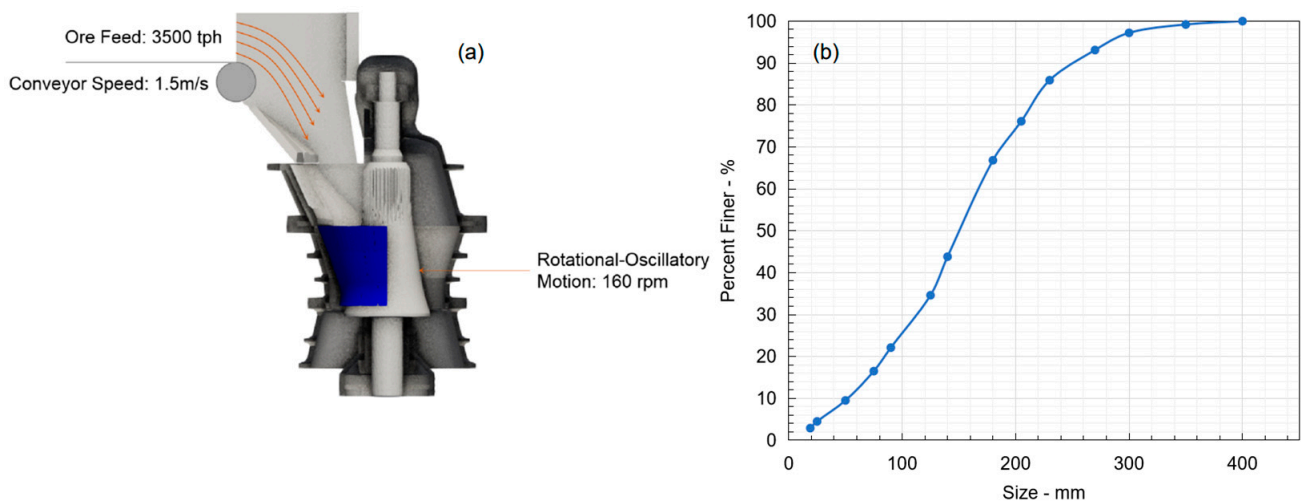 Ore Feed: 3500 tph
Conveyor Speed: 1.5m/s
(a)
Rotational-Oscillatory
Motion: 160 rpm
(b)
Percent Finer - %
100
90
80
70
60
50
40
30
20
10
0
0 100 200 300 400
Size - mm